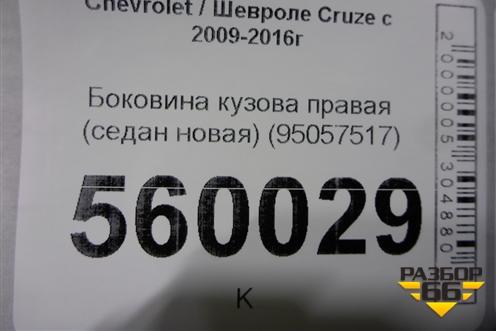 Chevrolet / Шевроле Cruze с
2009-2016г
Боковина кузова правая
(седан новая) (95057517)
560029
К
2000005304880
РАЗБОР
66